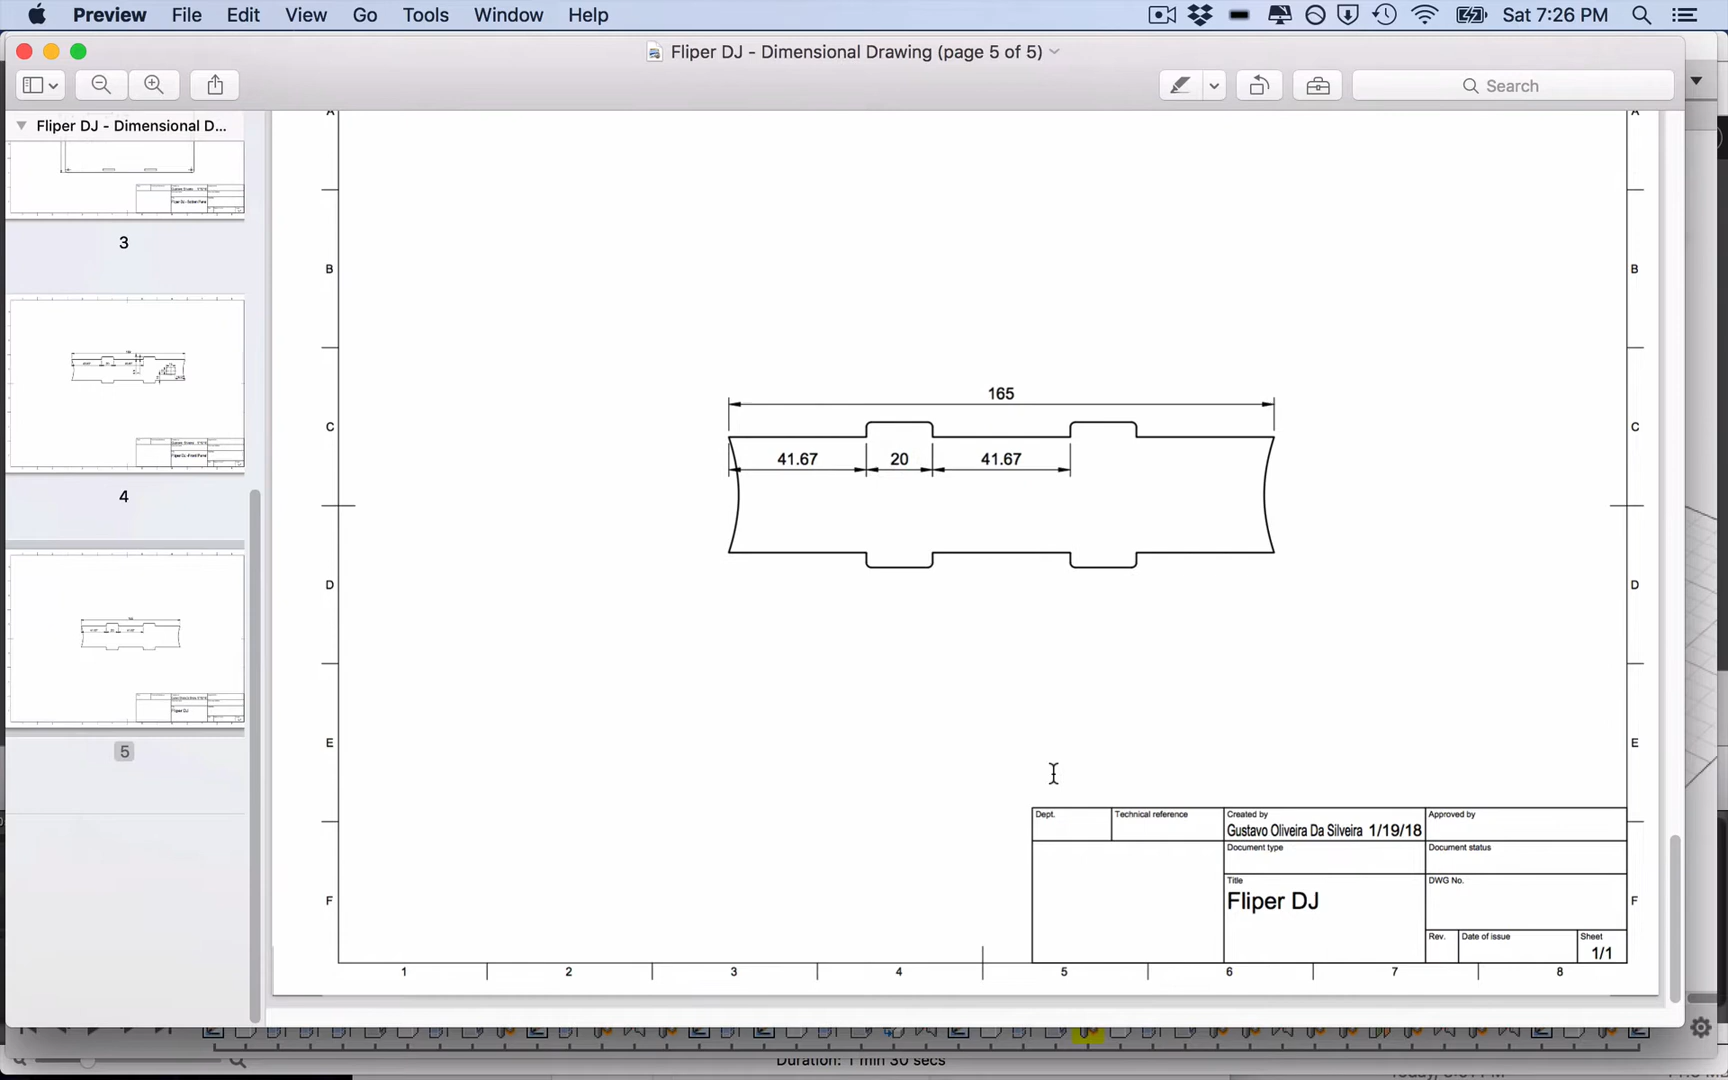 Preview File Edit View Go Tools Window Help
Sat 7:26 PM
Fliper DJ - Dimensional Drawing (page 5 of 5)
Search
Fliper DJ - Dimensional D...
3
4
5
A A
B B
165
C C
41.67 20 41.67
D D
E E
Dept. Technical reference Created by Approved by
Gustavo Oliveira Da Silveira 1/19/18
Document type Document status
Title DWG No.
Fliper DJ
F F
Rev. Date of issue Sheet
1/1
1 2 3 4 5 6 7 8
Duration: 1 min 30 secs